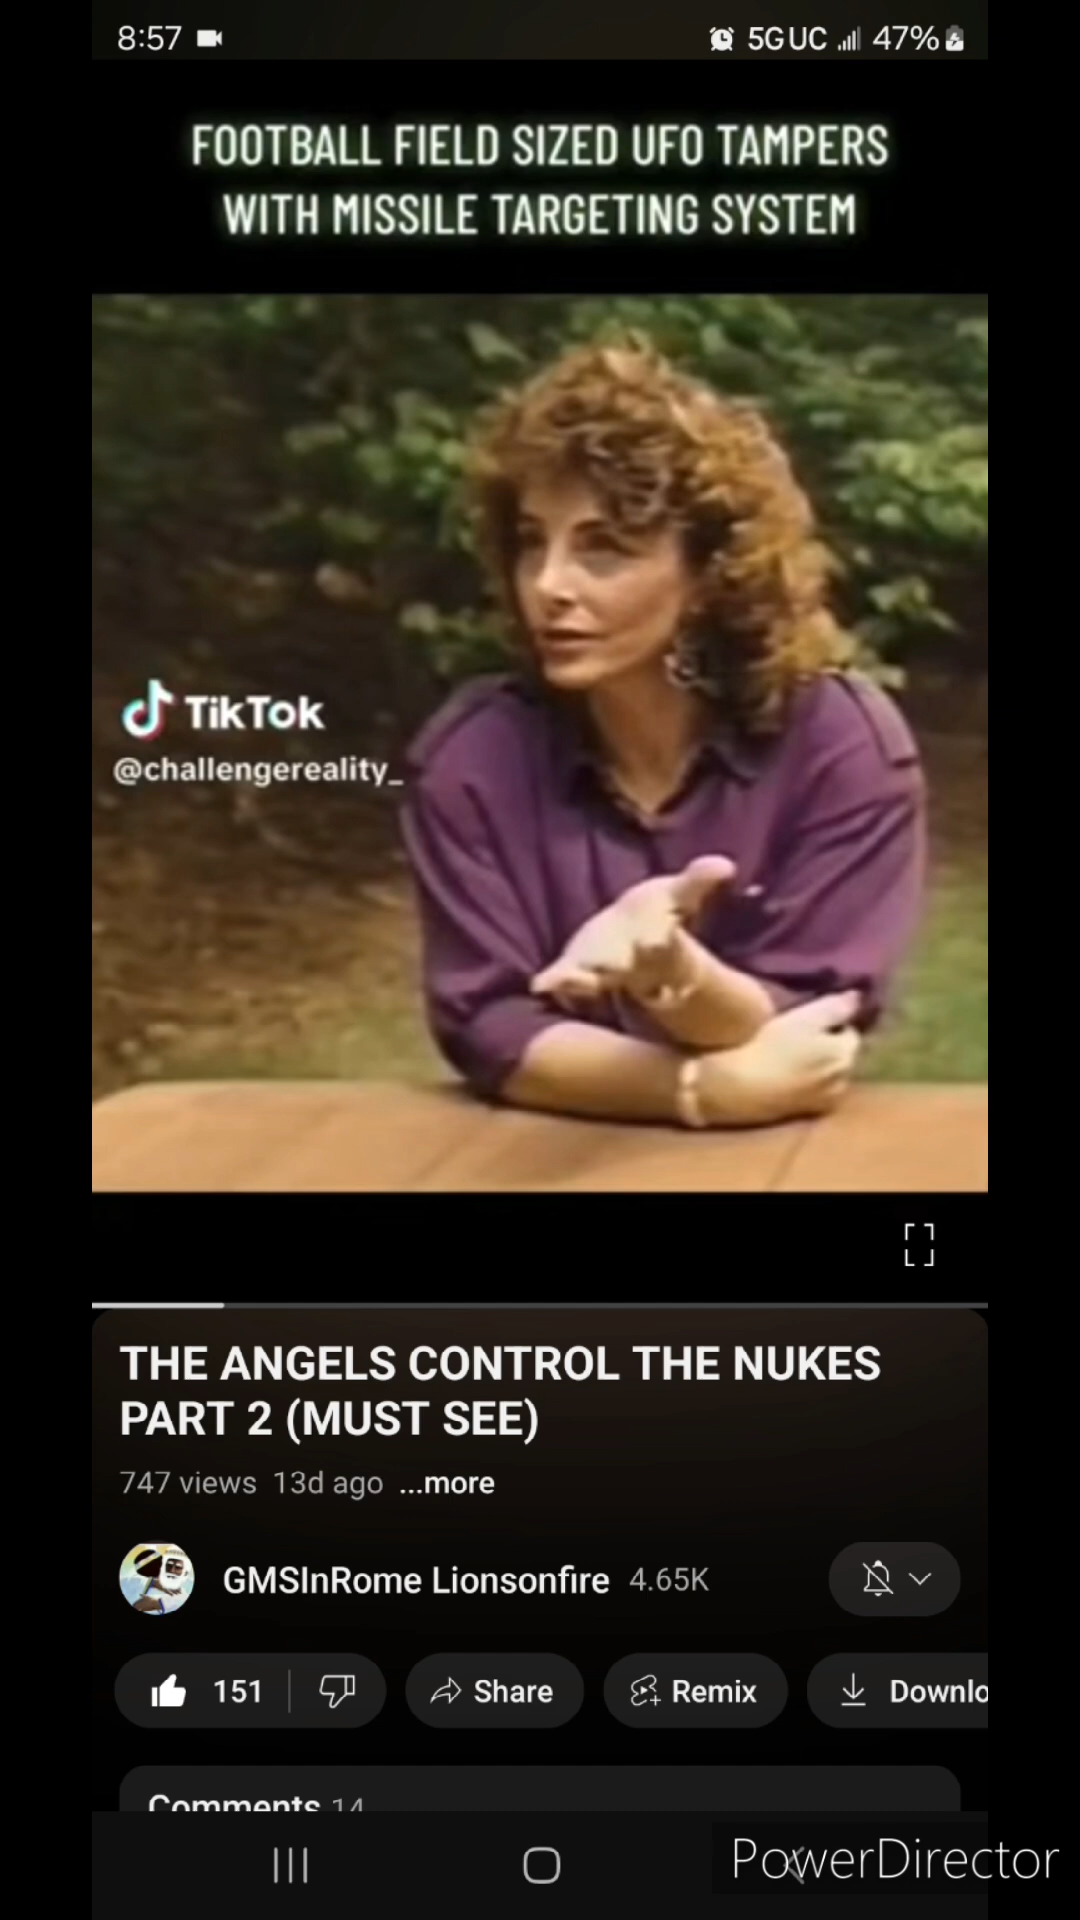 8:57 5G UC 47%
FOOTBALL FIELD SIZED UFO TAMPERS
WITH MISSILE TARGETING SYSTEM
TikTok
@challengereality_
THE ANGELS CONTROL THE NUKES
PART 2 (MUST SEE)
747 views 13d ago ...more
GMSInRome Lionsonfire 4.65K
151 Share Remix Downlo
Comments 14
PowerDirector